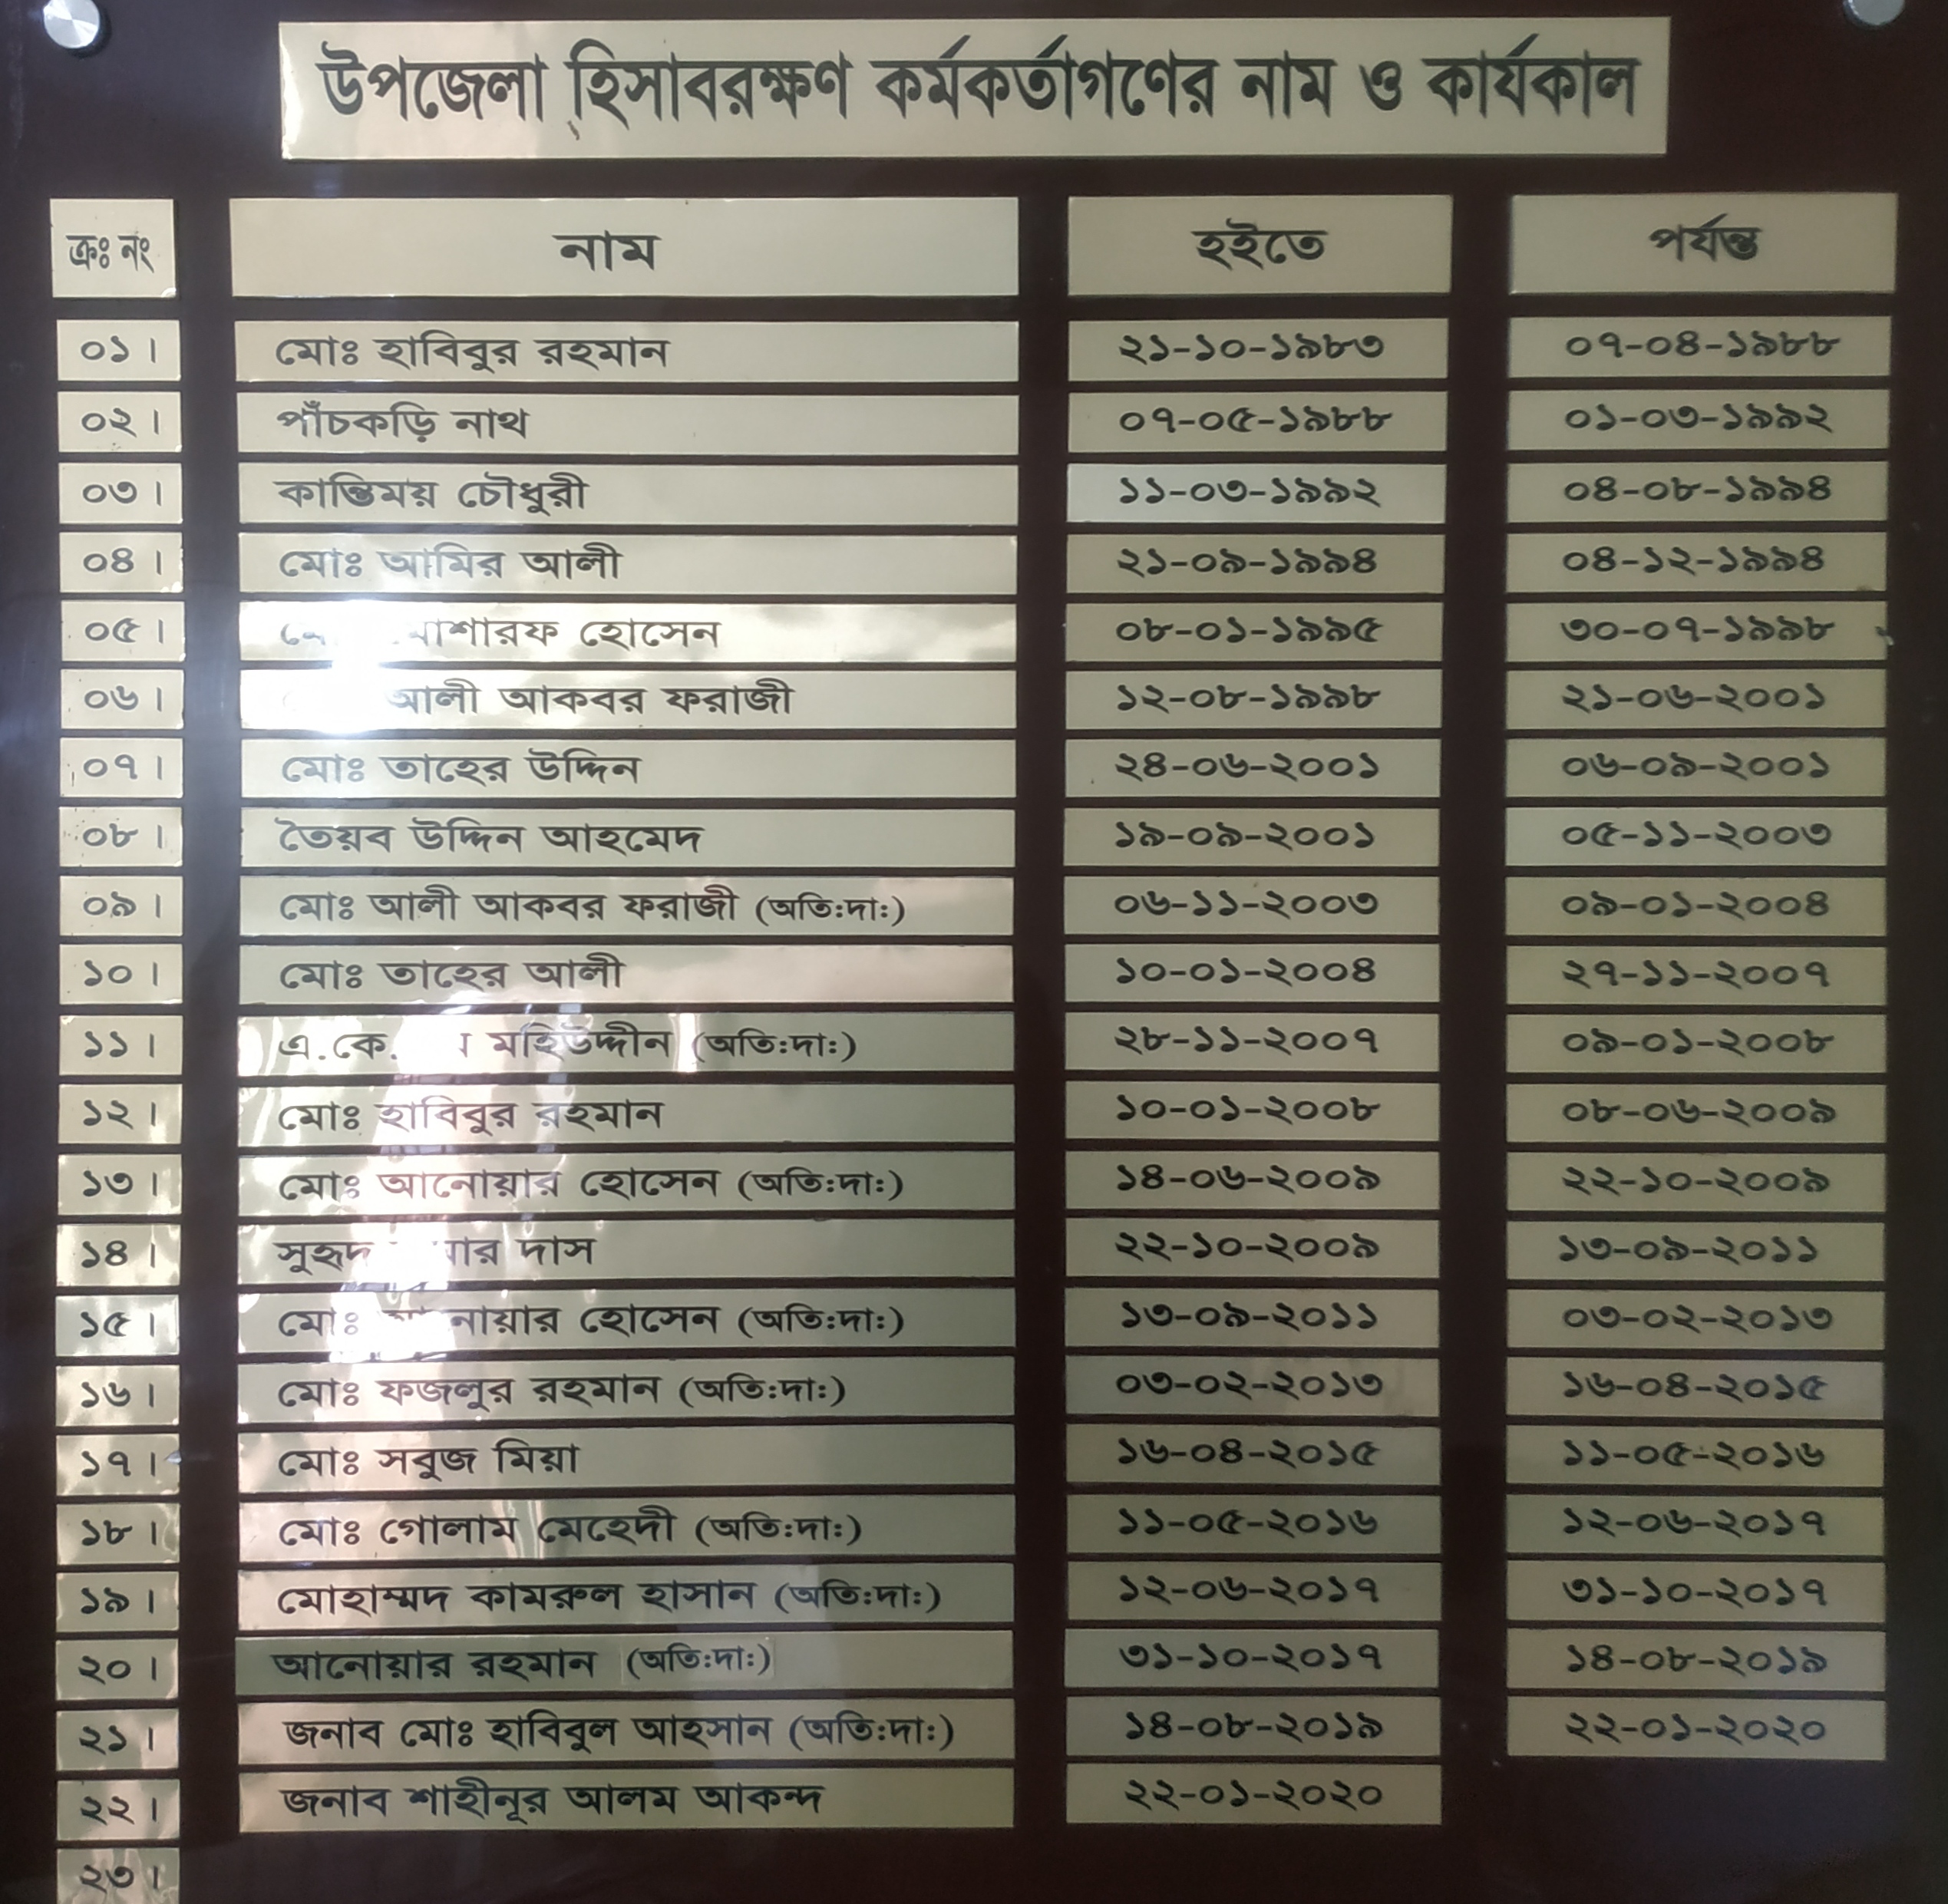 উপজেলা হিসাবরক্ষণ কর্মকর্তাগণের নাম ও কার্যকাল
ক্রঃ নং নাম হইতে পর্যন্ত
০১। মোঃ হাবিবুর রহমান ২১-১০-১৯৮৩ ০৭-০৪-১৯৮৮
০২। পাঁচকড়ি নাথ ০৭-০৫-১৯৮৮ ০১-০৩-১৯৯২
০৩। কান্তিময় চৌধুরী ১১-০৩-১৯৯২ ০৪-০৮-১৯৯৪
০৪। মোঃ আমির আলী ২১-০৯-১৯৯৪ ০৪-১২-১৯৯৪
০৫। হোসেন ০৮-০১-১৯৯৫ ৩০-০৭-১৯৯৮
০৬। আলী আকবর ফরাজী ১২-০৮-১৯৯৮ ২১-০৬-২০০১
০৭। মোঃ তাহের উদ্দিন ২৪-০৬-২০০১ ০৬-০৯-২০০১
০৮। তৈয়ব উদ্দিন আহমেদ ১৯-০৯-২০০১ ০৫-১১-২০০৩
০৯। মোঃ আলী আকবর ফরাজী (অতি:দা:) ০৬-১১-২০০৩ ০৯-০১-২০০৪
১০। মোঃ তাহের আলী ১০-০১-২০০৪ ২৭-১১-২০০৭
১১। এ.কে. মহিউদ্দীন (অতি:দা:) ২৮-১১-২০০৭ ০৯-০১-২০০৮
১২। মোঃ হাবিবুর রহমান ১০-০১-২০০৮ ০৮-০৬-২০০৯
১৩। মোঃ আনোয়ার হোসেন (অতি:দা:) ১৪-০৬-২০০৯ ২২-১০-২০০৯
১৪। সুহৃদ দাস ২২-১০-২০০৯ ১৩-০৯-২০১১
১৫। মোঃ হোসেন (অতি:দা:) ১৩-০৯-২০১১ ০৩-০২-২০১৩
১৬। মোঃ ফজলুর রহমান (অতি:দা:) ০৩-০২-২০১৩ ১৬-০৪-২০১৫
১৭। মোঃ সবুজ মিয়া ১৬-০৪-২০১৫ ১১-০৫-২০১৬
১৮। মোঃ গোলাম মেহেদী (অতি:দা:) ১১-০৫-২০১৬ ১২-০৬-২০১৭
১৯। মোহাম্মদ কামরুল হাসান (অতি:দা:) ১২-০৬-২০১৭ ৩১-১০-২০১৭
২০। আনোয়ার রহমান (অতি:দা:) ৩১-১০-২০১৭ ১৪-০৮-২০১৯
২১। জনাব মোঃ হাবিবুল আহসান (অতি:দা:) ১৪-০৮-২০১৯ ২২-০১-২০২০
২২। জনাব শাহীনূর আলম আকন্দ ২২-০১-২০২০
২৩।